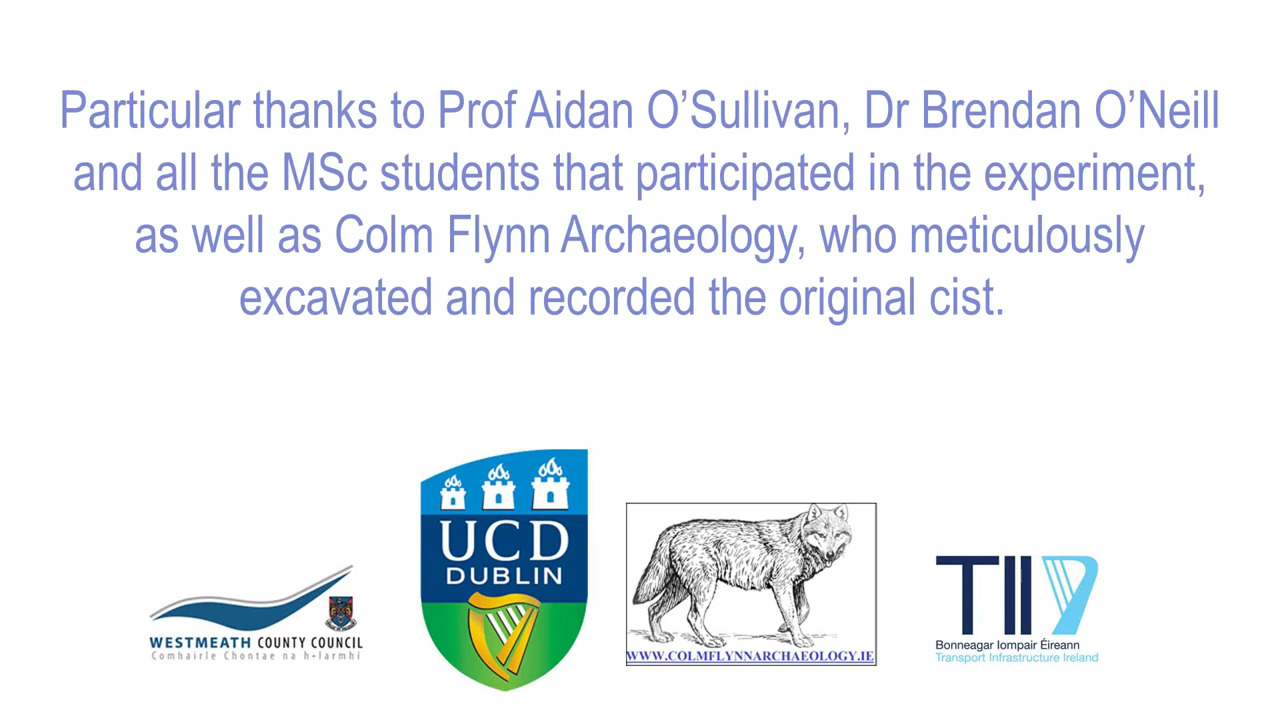 Particular thanks to Prof Aidan O’Sullivan, Dr Brendan O’Neill
and all the MSc students that participated in the experiment,
as well as Colm Flynn Archaeology, who meticulously
excavated and recorded the original cist.
WESTMEATH COUNTY COUNCIL
Comhairle Chontae na h-Iarmhí
UCD
DUBLIN
WWW.COLMFLYNNARCHAEOLOGY.IE
TII
Bonneagar Iompair Éireann
Transport Infrastructure Ireland